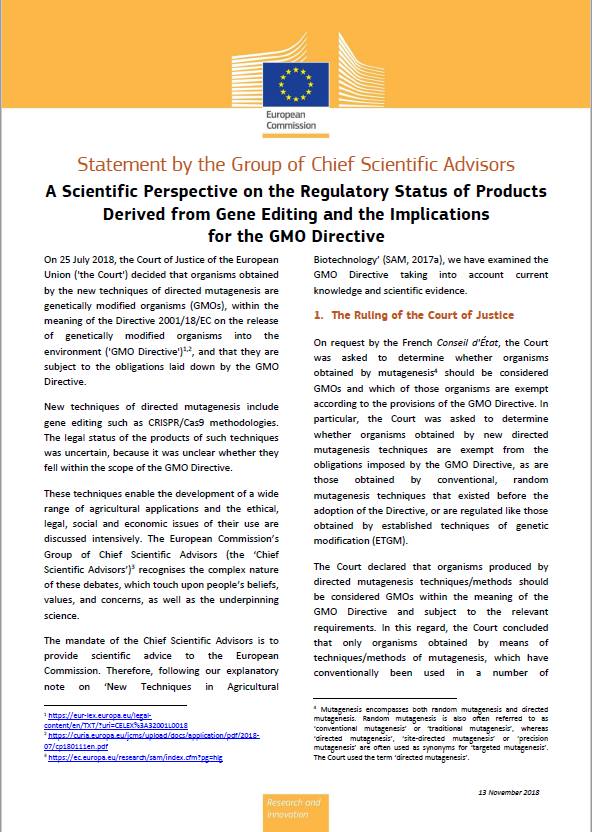 European
Commission
Statement by the Group of Chief Scientific Advisors
A Scientific Perspective on the Regulatory Status of Products
Derived from Gene Editing and the Implications
for the GMO Directive
On 25 July 2018, the Court of Justice of the European
Union ('the Court') decided that organisms obtained
by the new techniques of directed mutagenesis are
genetically modified organisms (GMOs), within the
meaning of the Directive 2001/18/EC on the release
of genetically modified organisms into the
environment ('GMO Directive')1,2, and that they are
subject to the obligations laid down by the GMO
Directive.
New techniques of directed mutagenesis include
gene editing such as CRISPR/Cas9 methodologies.
The legal status of the products of such techniques
was uncertain, because it was unclear whether they
fell within the scope of the GMO Directive.
These techniques enable the development of a wide
range of agricultural applications and the ethical,
legal, social and economic issues of their use are
discussed intensively. The European Commission's
Group of Chief Scientific Advisors (the 'Chief
Scientific Advisors')3 recognises the complex nature
of these debates, which touch upon people's beliefs,
values, and concerns, as well as the underpinning
science.
The mandate of the Chief Scientific Advisors is to
provide scientific advice to the European
Commission. Therefore, following our explanatory
note on 'New Techniques in Agricultural
1 https://eur-lex.europa.eu/legal-
content/en/TXT/?uri=CELEX%3A32001L0018
2 https://curia.europa.eu/jcms/upload/docs/application/pdf/2018-
07/cp180111en.pdf
3 https://ec.europa.eu/research/sam/index.cfm?pg=hlg
Biotechnology' (SAM, 2017a), we have examined the
GMO Directive taking into account current
knowledge and scientific evidence.
1. The Ruling of the Court of Justice
On request by the French Conseil d'État, the Court
was asked to determine whether organisms
obtained by mutagenesis4 should be considered
GMOs and which of those organisms are exempt
according to the provisions of the GMO Directive. In
particular, the Court was asked to determine
whether organisms obtained by new directed
mutagenesis techniques are exempt from the
obligations imposed by the GMO Directive, as are
those obtained by conventional, random
mutagenesis techniques that existed before the
adoption of the Directive, or are regulated like those
obtained by established techniques of genetic
modification (ETGM).
The Court declared that organisms produced by
directed mutagenesis techniques/methods should
be considered GMOs within the meaning of the
GMO Directive and subject to the relevant
requirements. In this regard, the Court concluded
that only organisms obtained by means of
techniques/methods of mutagenesis, which have
conventionally been used in a number of
4 Mutagenesis encompasses both random mutagenesis and directed
mutagenesis. Random mutagenesis is also often referred to as
'conventional mutagenesis' or 'traditional mutagenesis', whereas
'directed mutagenesis', 'site-directed mutagenesis' or 'precision
mutagenesis' are often used as synonyms for 'targeted mutagenesis'.
The Court used the term 'directed mutagenesis'.
13 November 2018
Research and
Innovation